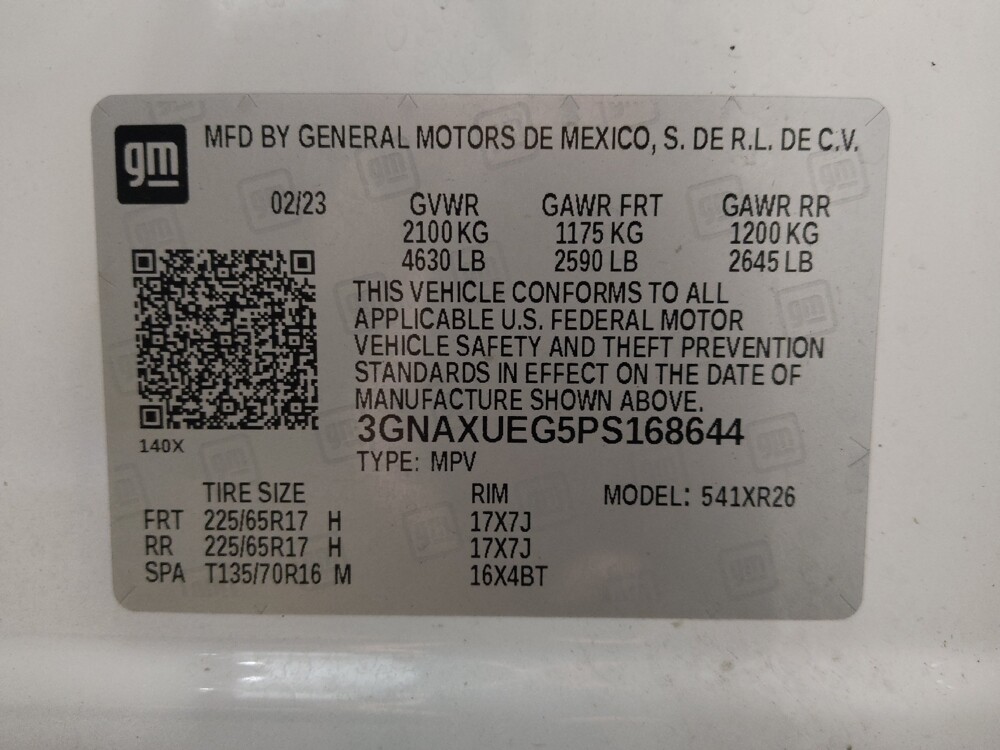 gm
MFD BY GENERAL MOTORS DE MEXICO, S. DE R.L. DE C.V.
02/23 GVWR GAWR FRT GAWR RR
2100 KG 1175 KG 1200 KG
4630 LB 2590 LB 2645 LB
THIS VEHICLE CONFORMS TO ALL
APPLICABLE U.S. FEDERAL MOTOR
VEHICLE SAFETY AND THEFT PREVENTION
STANDARDS IN EFFECT ON THE DATE OF
MANUFACTURE SHOWN ABOVE.
3GNAXUEG5PS168644
140X
TYPE: MPV
TIRE SIZE RIM MODEL: 541XR26
FRT 225/65R17 H 17X7J
RR 225/65R17 H 17X7J
SPA T135/70R16 M 16X4BT